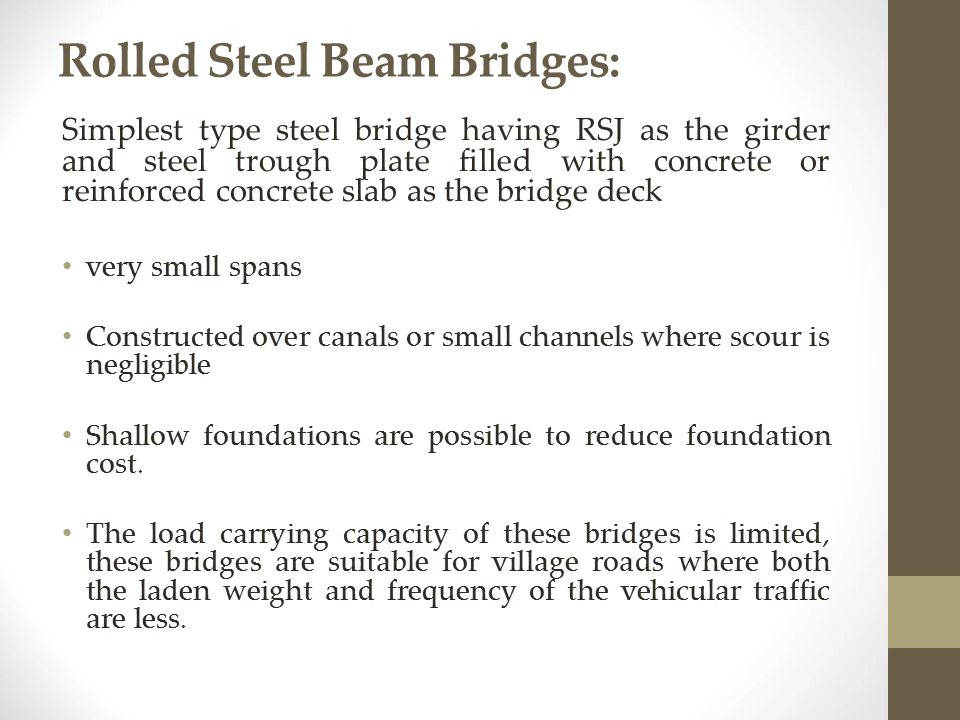 Rolled Steel Beam Bridges:
Simplest type steel bridge having RSJ as the girder
and steel trough plate filled with concrete or
reinforced concrete slab as the bridge deck
• very small spans
• Constructed over canals or small channels where scour is
negligible
• Shallow foundations are possible to reduce foundation
cost.
• The load carrying capacity of these bridges is limited,
these bridges are suitable for village roads where both
the laden weight and frequency of the vehicular traffic
are less.